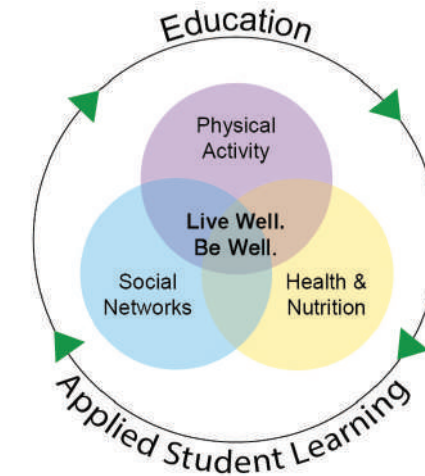 Education
Physical
Activity
Live Well.
Be Well.
Social
Networks
Health &
Nutrition
Applied Student Learning